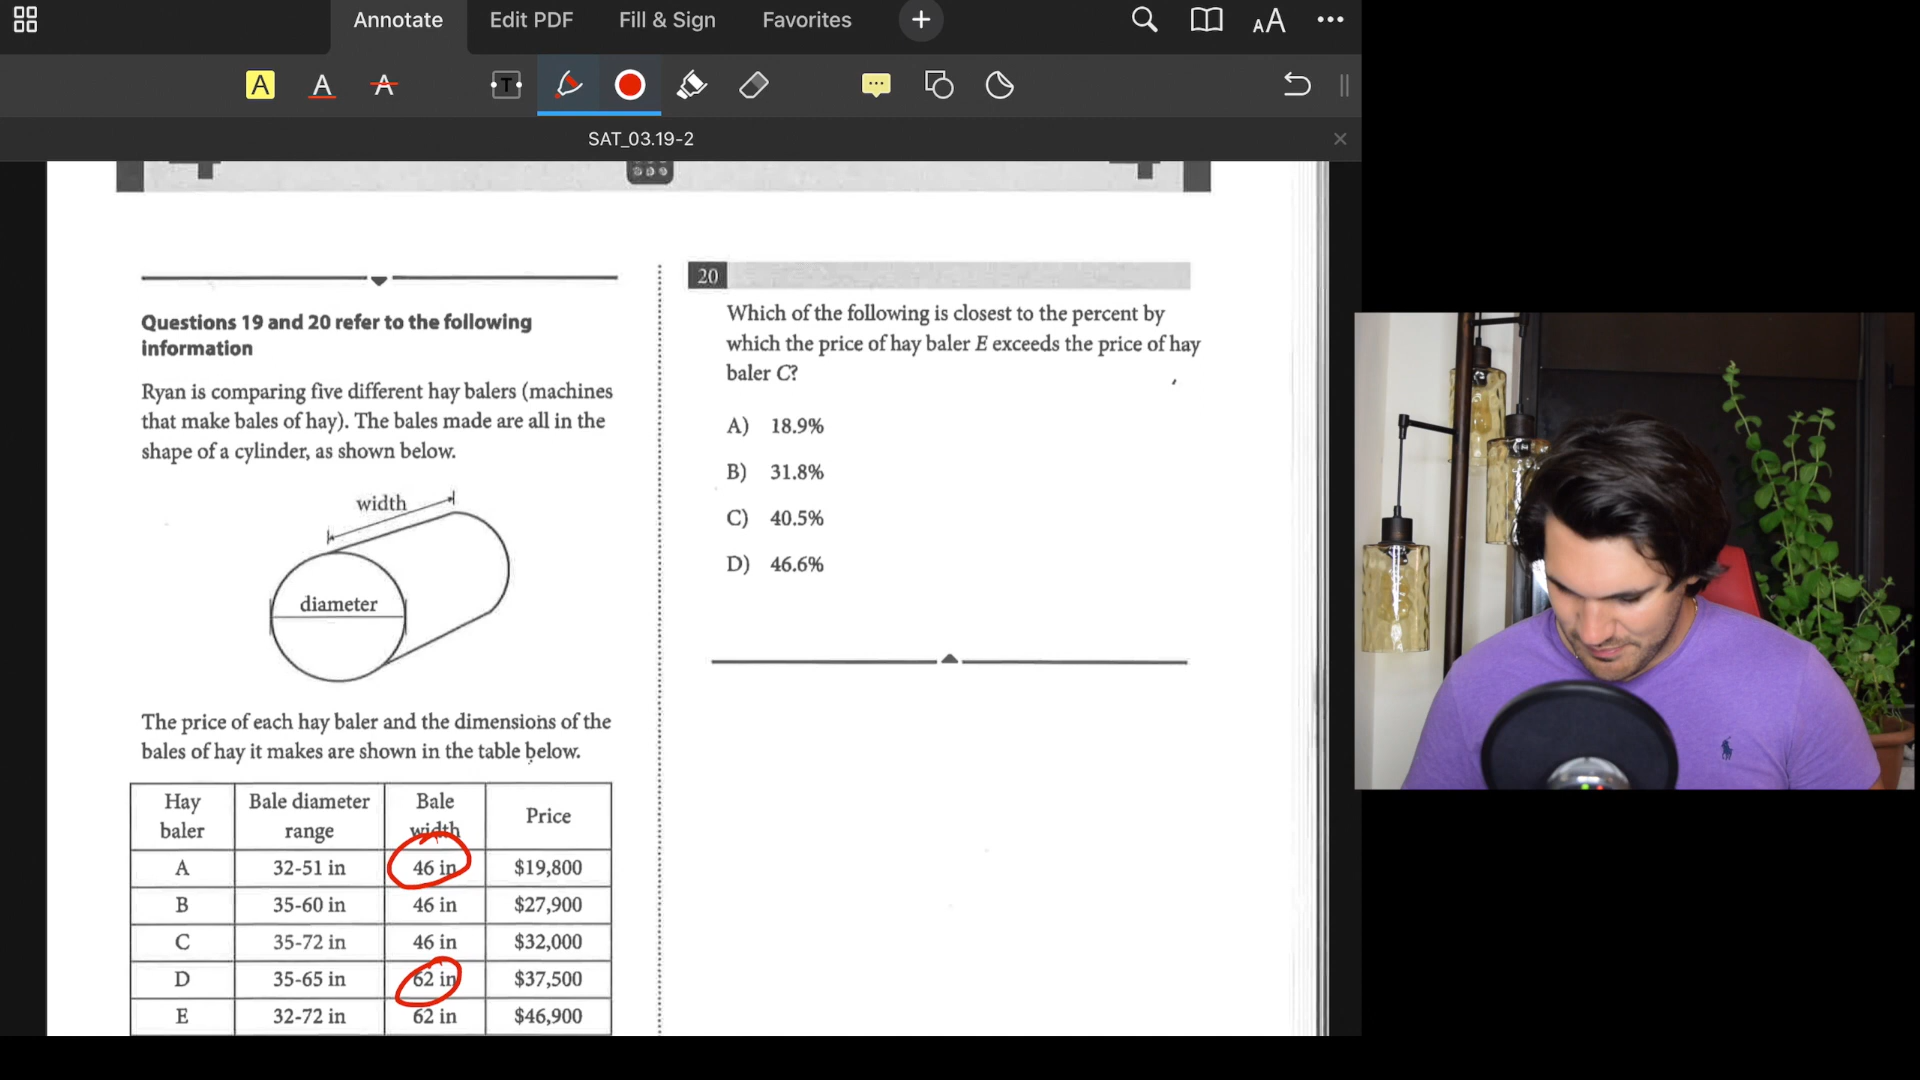 Annotate
Edit PDF
Fill & Sign
Favorites
AA
A
A
A
T
SAT_03.19-2
Questions 19 and 20 refer to the following
information
Ryan is comparing five different hay balers (machines
that make bales of hay). The bales made are all in the
shape of a cylinder, as shown below.
width
diameter
The price of each hay baler and the dimensions of the
bales of hay it makes are shown in the table below.
Hay baler Bale diameter range Bale width Price
A 32-51 in 46 in $19,800
B 35-60 in 46 in $27,900
C 35-72 in 46 in $32,000
D 35-65 in 62 in $37,500
E 32-72 in 62 in $46,900
20
Which of the following is closest to the percent by
which the price of hay baler E exceeds the price of hay
baler C?
A) 18.9%
B) 31.8%
C) 40.5%
D) 46.6%